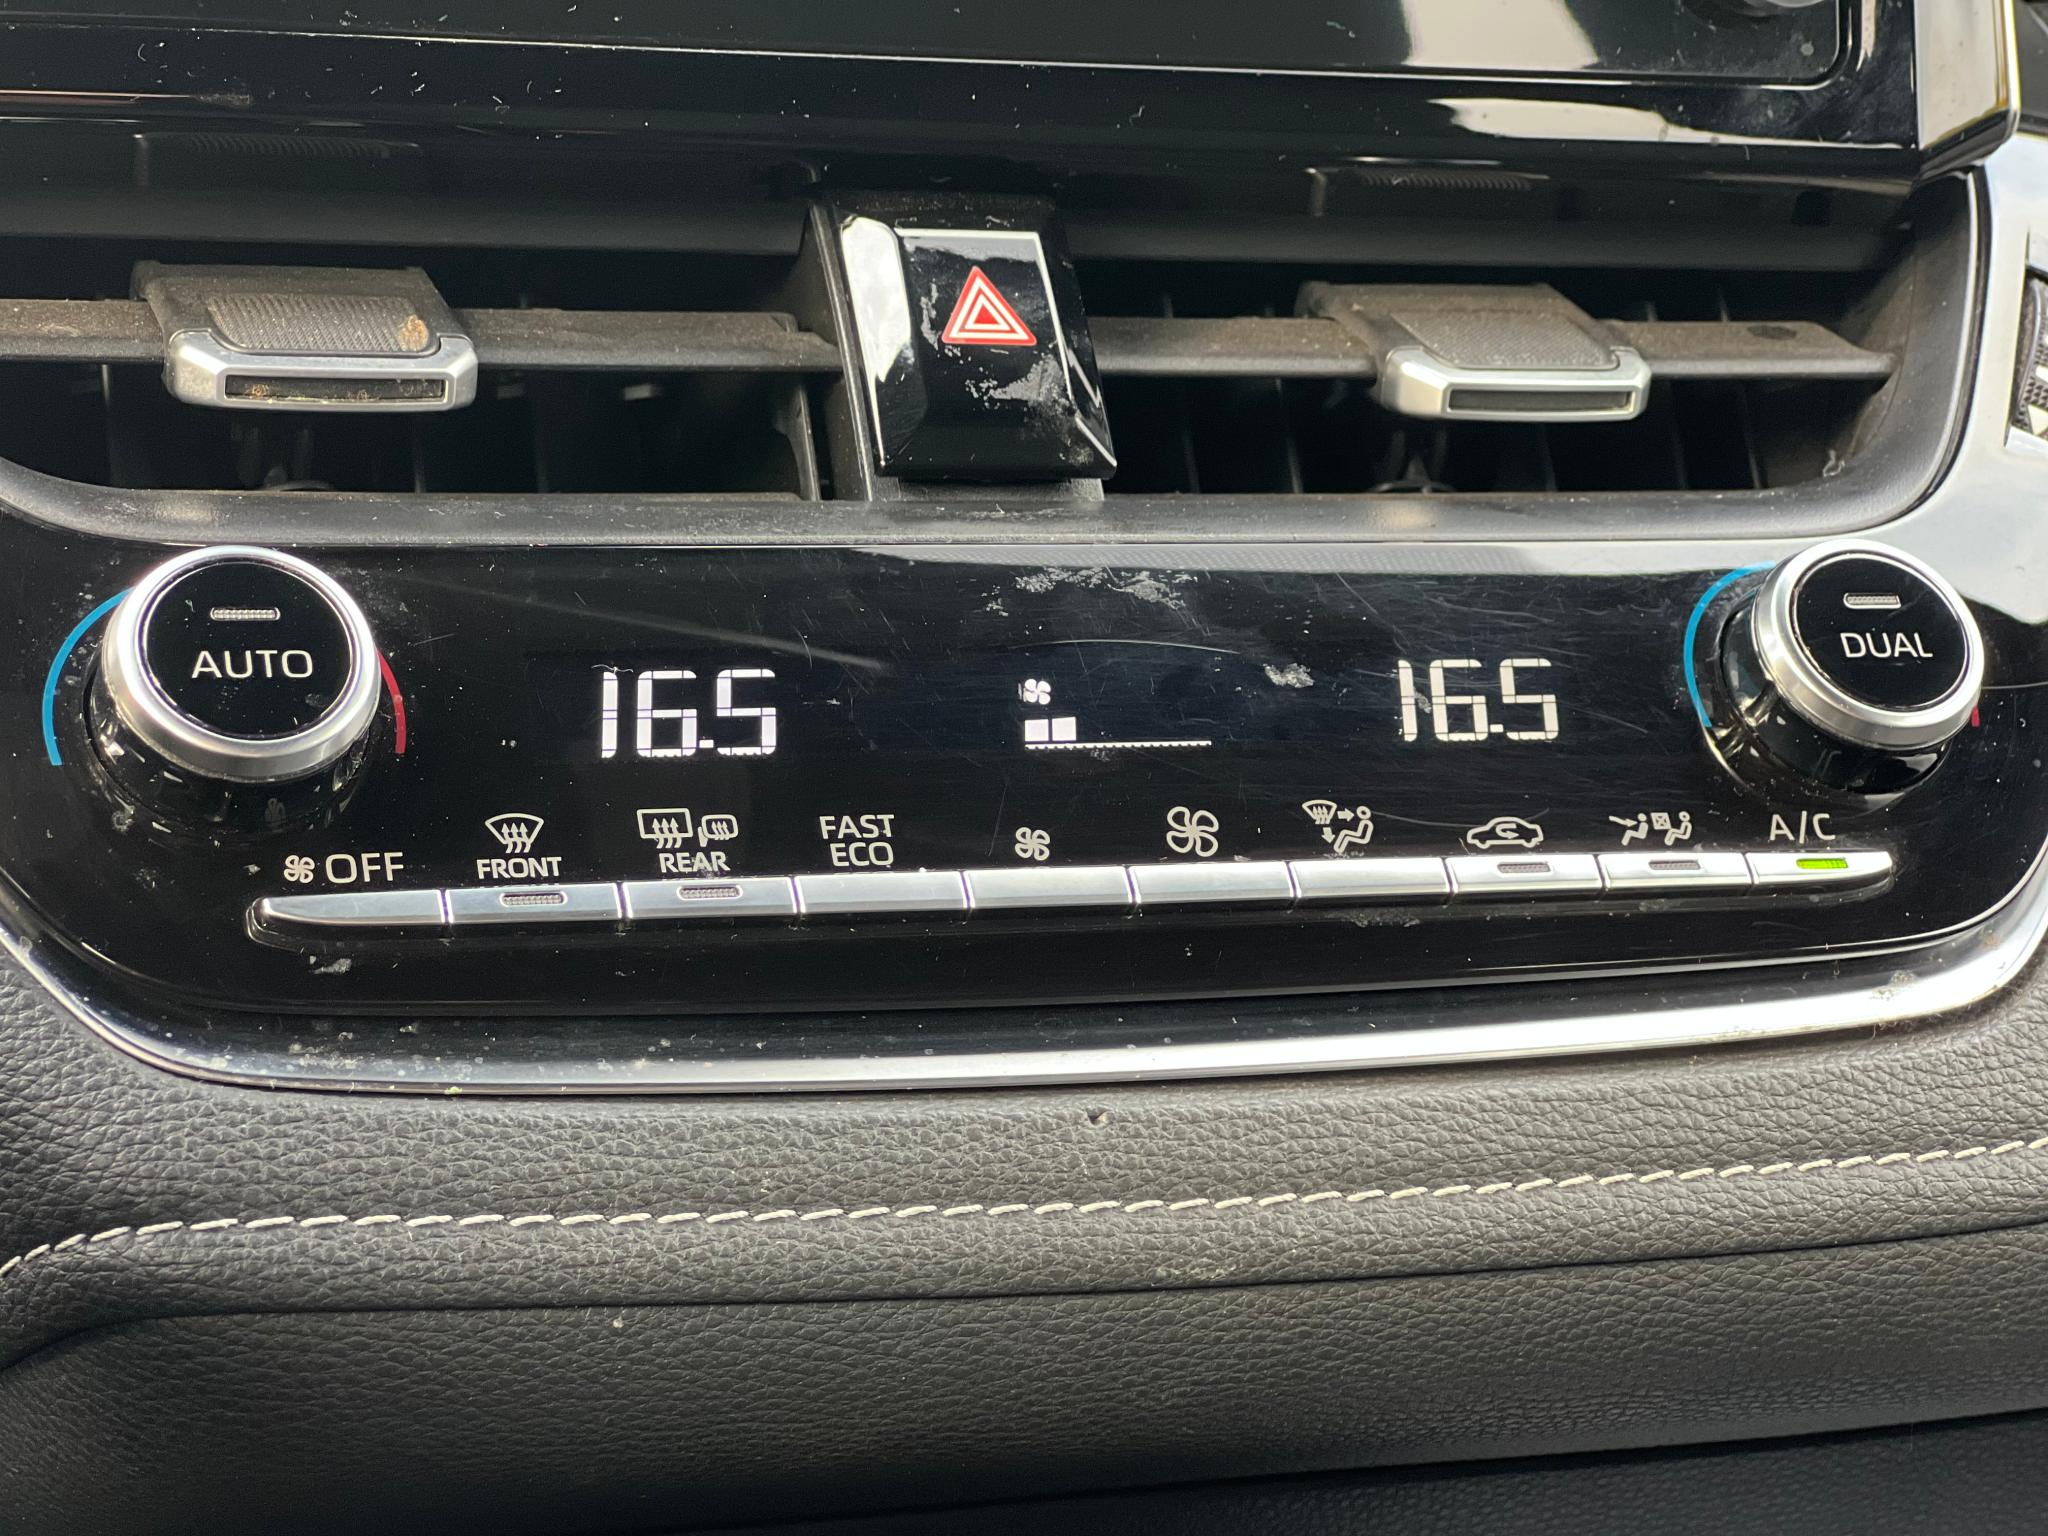 AUTO
DUAL
16.5
16.5
OFF
FRONT
REAR
FAST
ECO
A/C